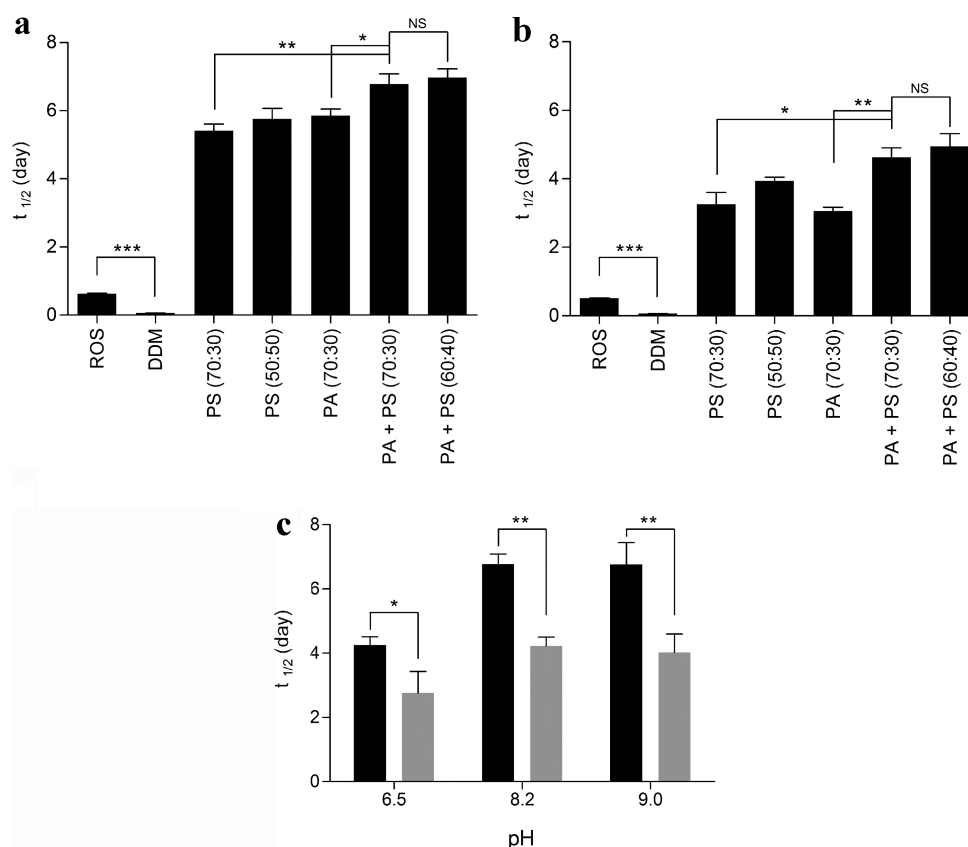 a
t 1/2 (day)
8
6
4
2
0
***
**
*
NS
ROS
DDM
PS (70:30)
PS (50:50)
PA (70:30)
PA + PS (70:30)
PA + PS (60:40)
b
t 1/2 (day)
8
6
4
2
0
***
*
**
NS
ROS
DDM
PS (70:30)
PS (50:50)
PA (70:30)
PA + PS (70:30)
PA + PS (60:40)
c
t 1/2 (day)
8
6
4
2
0
*
**
**
6.5
8.2
9.0
pH